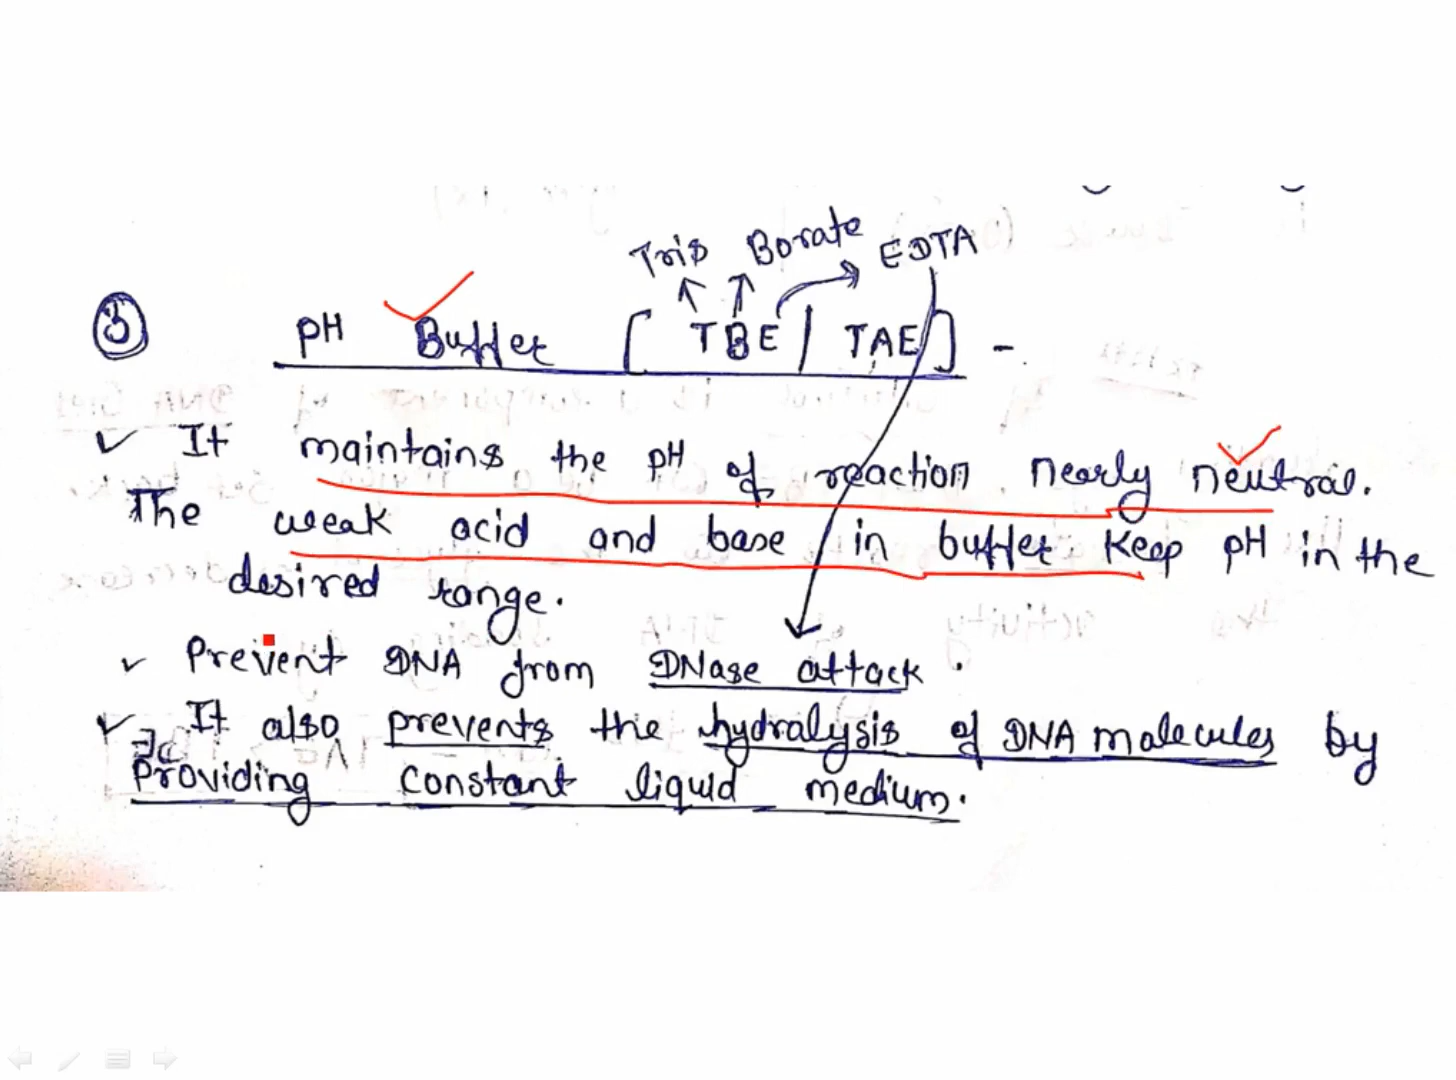 Tris Borate EDTA
3 pH Buffer [ TBE / TAE ] -
It maintains the pH of reaction nearly neutral.
The weak acid and base in buffer keep pH in the
desired range.
Prevent DNA from DNase attack.
It also prevents the hydralysis of DNA molecules by
Providing constant liquid medium.